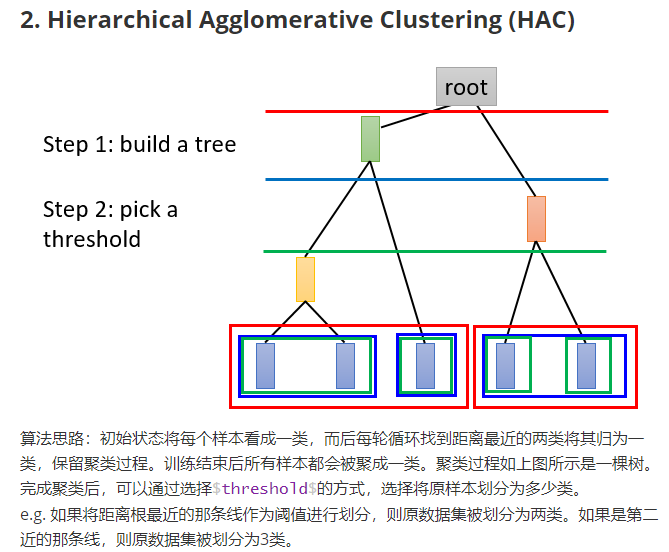 2. Hierarchical Agglomerative Clustering (HAC)
root
Step 1: build a tree
Step 2: pick a
threshold
算法思路：初始状态将每个样本看成一类，而后每轮循环找到距离最近的两类将其归为一
类，保留聚类过程。训练结束后所有样本都会被聚成一类。聚类过程如上图所示是一棵树。
完成聚类后，可以通过选择$threshold$的方式，选择将原样本划分为多少类。
e.g. 如果将距离根最近的那条线作为阈值进行划分，则原数据集被划分为两类。如果是第二
近的那条线，则原数据集被划分为3类。